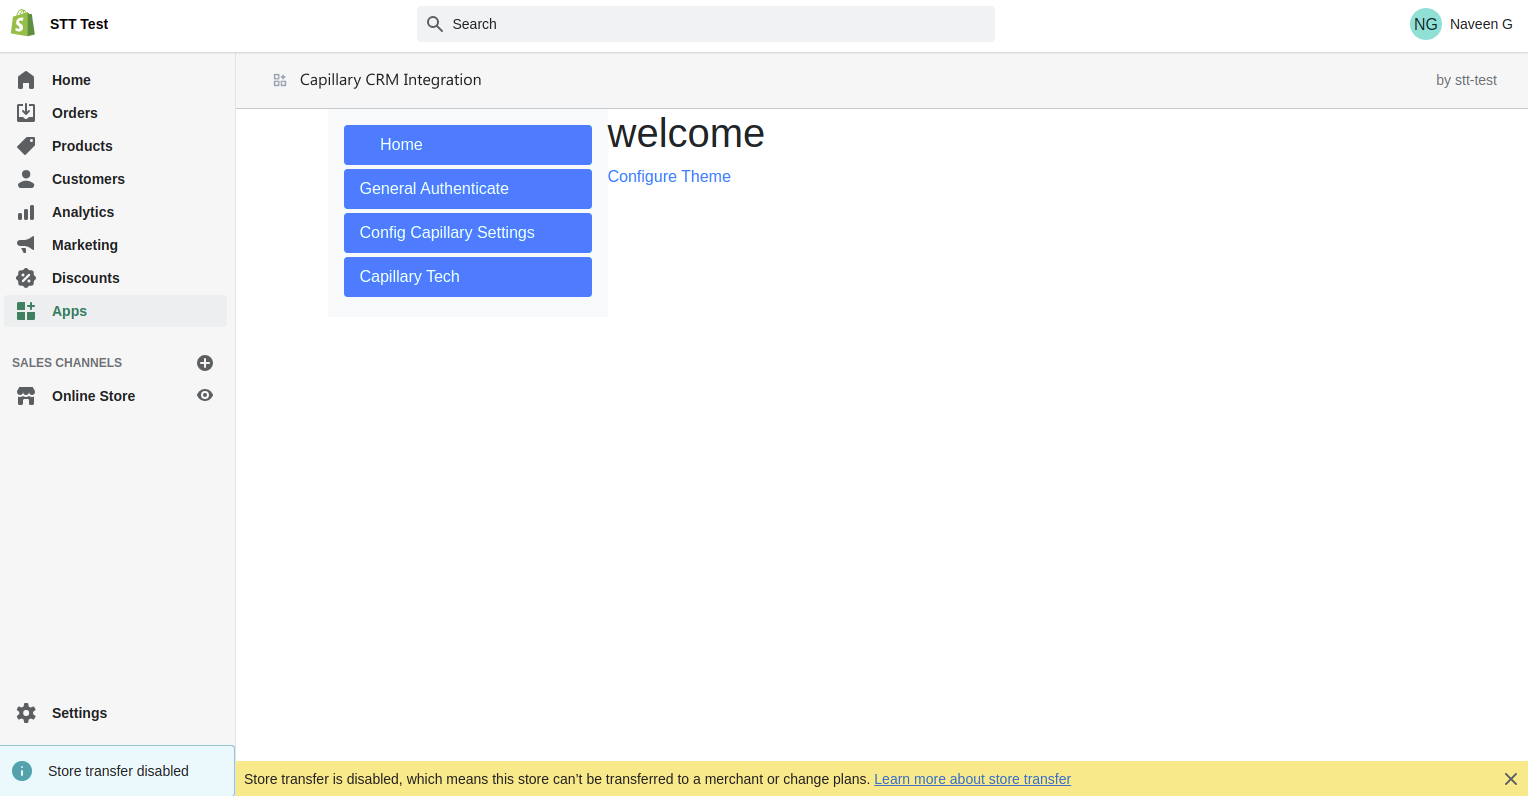 STT Test
Search
NG Naveen G
Home
Orders
Products
Customers
Analytics
Marketing
Discounts
Apps
SALES CHANNELS
Online Store
Settings
Store transfer disabled
Capillary CRM Integration
by stt-test
Home
General Authenticate
Config Capillary Settings
Capillary Tech
welcome
Configure Theme
Store transfer is disabled, which means this store can’t be transferred to a merchant or change plans. Learn more about store transfer